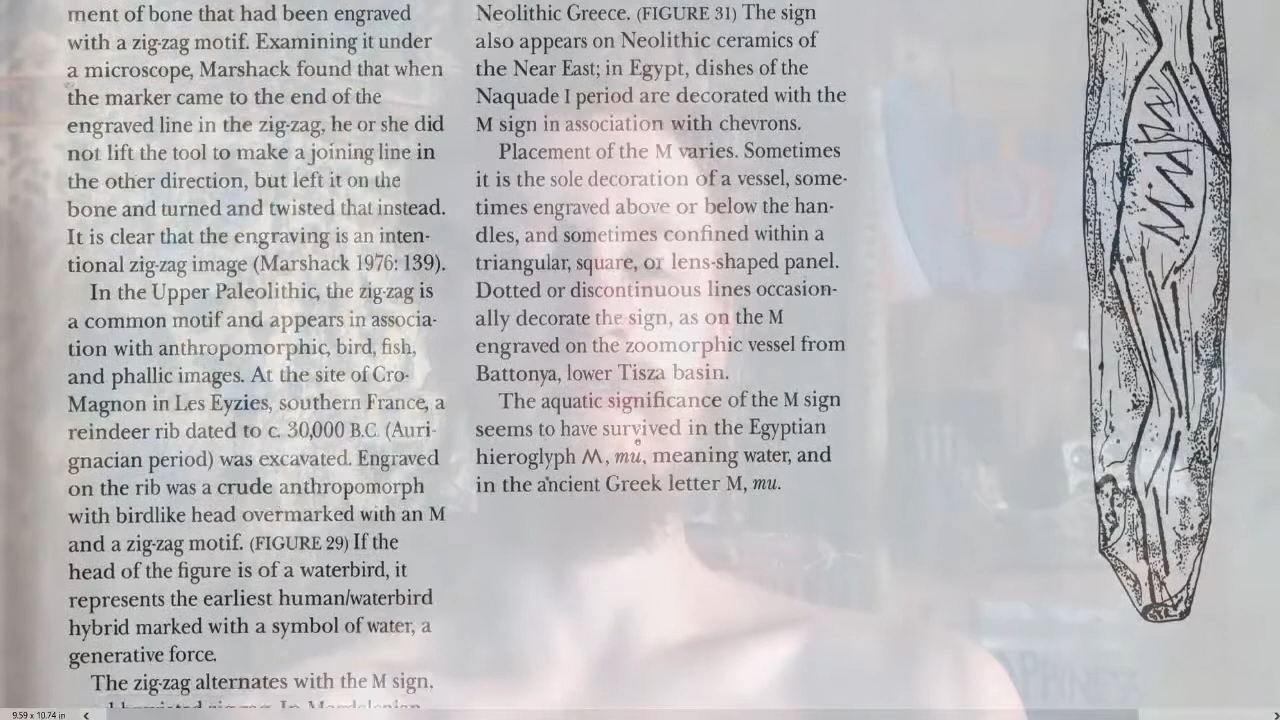 ment of bone that had been engraved
with a zig-zag motif. Examining it under
a microscope, Marshack found that when
the marker came to the end of the
engraved line in the zig-zag, he or she did
not lift the tool to make a joining line in
the other direction, but left it on the
bone and turned and twisted that instead.
It is clear that the engraving is an inten-
tional zig-zag image (Marshack 1976: 139).
In the Upper Paleolithic, the zig-zag is
a common motif and appears in associa-
tion with anthropomorphic, bird, fish,
and phallic images. At the site of Cro-
Magnon in Les Eyzies, southern France, a
reindeer rib dated to c. 30,000 B.C. (Auri-
gnacian period) was excavated. Engraved
on the rib was a crude anthropomorph
with birdlike head overmarked with an M
and a zig-zag motif. (FIGURE 29) If the
head of the figure is of a waterbird, it
represents the earliest human/waterbird
hybrid marked with a symbol of water, a
generative force.
The zig-zag alternates with the M sign.
Neolithic Greece. (FIGURE 31) The sign
also appears on Neolithic ceramics of
the Near East; in Egypt, dishes of the
Naquade I period are decorated with the
M sign in association with chevrons.
Placement of the M varies. Sometimes
it is the sole decoration of a vessel, some-
times engraved above or below the han-
dles, and sometimes confined within a
triangular, square, or lens-shaped panel.
Dotted or discontinuous lines occasion-
ally decorate the sign, as on the M
engraved on the zoomorphic vessel from
Battonya, lower Tisza basin.
The aquatic significance of the M sign
seems to have survived in the Egyptian
hieroglyph M, mu, meaning water, and
in the ancient Greek letter M, mu.
9.59 x 10.74 in